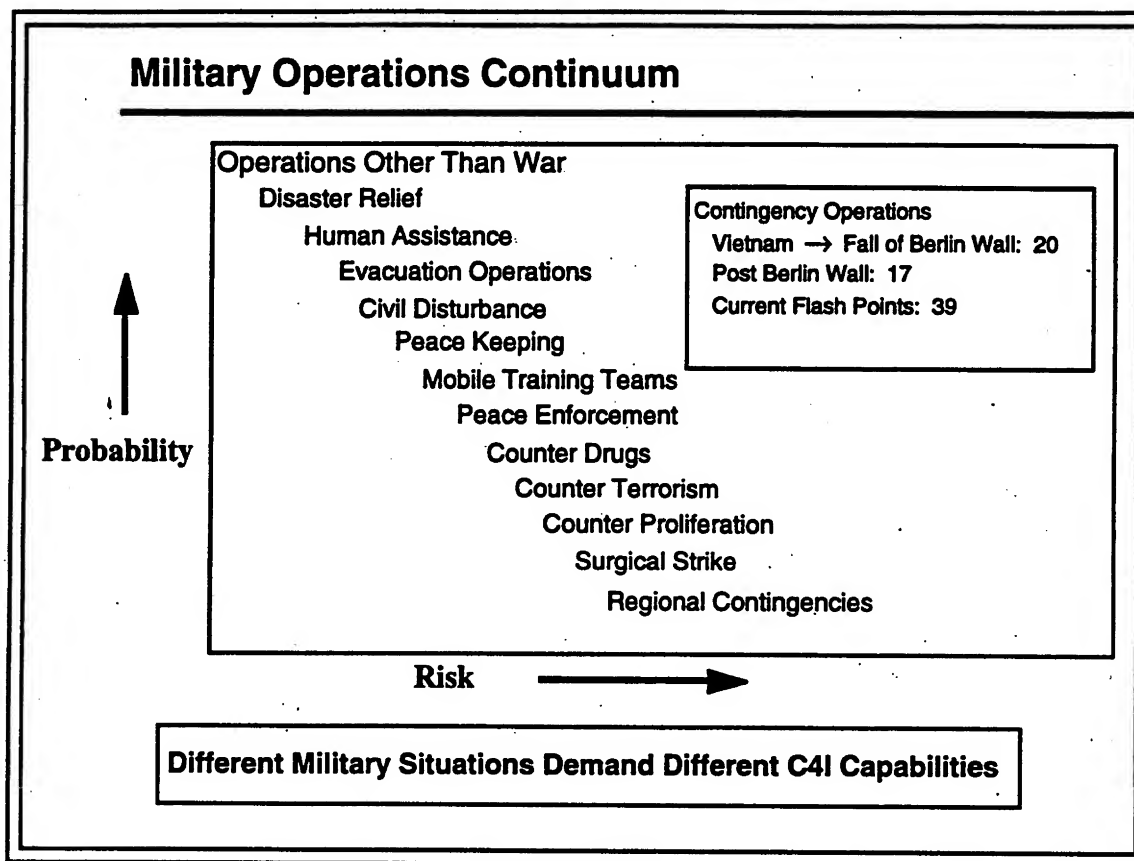 Military Operations Continuum
Operations Other Than War
Disaster Relief
Human Assistance
Evacuation Operations
Civil Disturbance
Peace Keeping
Mobile Training Teams
Peace Enforcement
Counter Drugs
Counter Terrorism
Counter Proliferation
Surgical Strike
Regional Contingencies
Contingency Operations
Vietnam → Fall of Berlin Wall: 20
Post Berlin Wall: 17
Current Flash Points: 39
Probability
Risk
Different Military Situations Demand Different C4I Capabilities